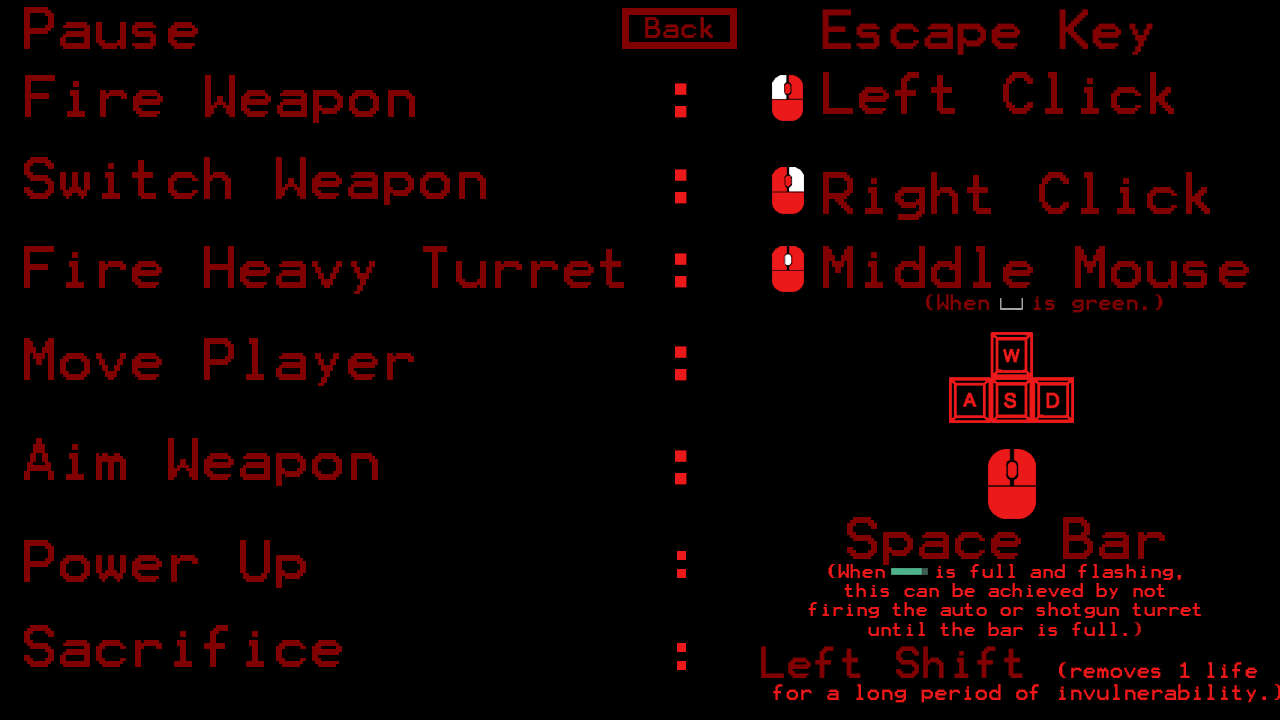 Pause Back Escape Key
Fire Weapon : Left Click
Switch Weapon : Right Click
Fire Heavy Turret : Middle Mouse
(When is green.)
Move Player : W
A S D
Aim Weapon :
Power Up : Space Bar
(When is full and flashing,
this can be achieved by not
firing the auto or shotgun turret
until the bar is full.)
Sacrifice : Left Shift (removes 1 life
for a long period of invulnerability.)